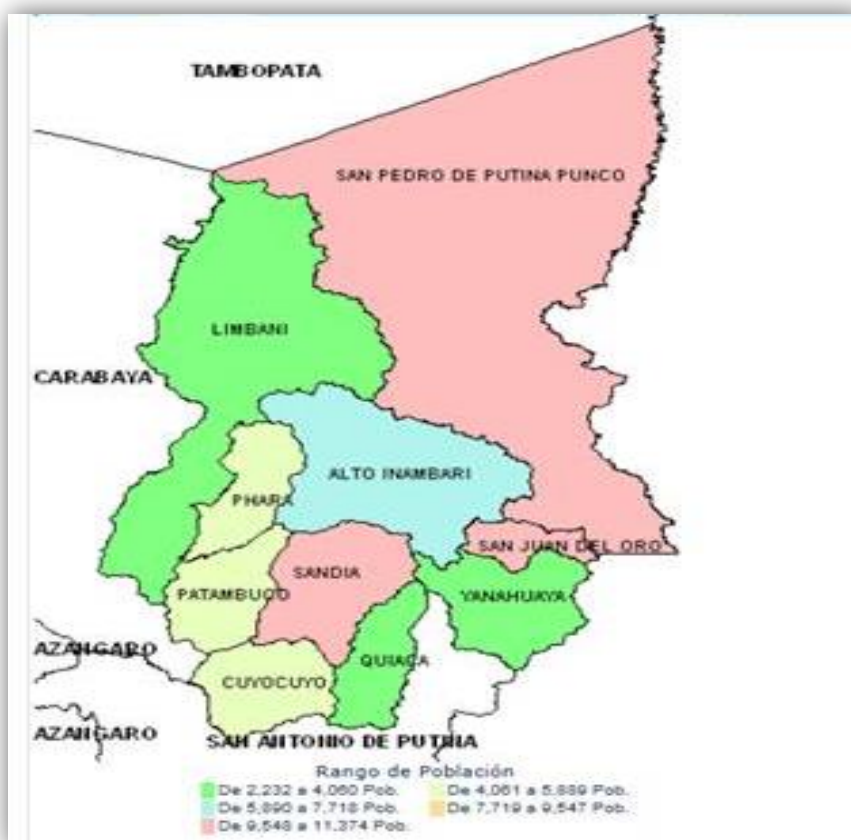 TAMBOPATA
SAN PEDRO DE PUTINA PUNCO
LIMBANI
CARABAYA
ALTO INAMBARI
PHARA
SAN JUAN DEL ORO
SANDIA
PATAMBUCO
YANAHUAYA
AZANGARO
QUIACA
CUYOCUYO
AZANGARO
SAN ANTONIO DE PUTINA
Rango de Población
De 2,232 a 4,060 Pob. De 4,061 a 5,889 Pob.
De 5,890 a 7,718 Pob. De 7,719 a 9,547 Pob.
De 9,548 a 11,374 Pob.